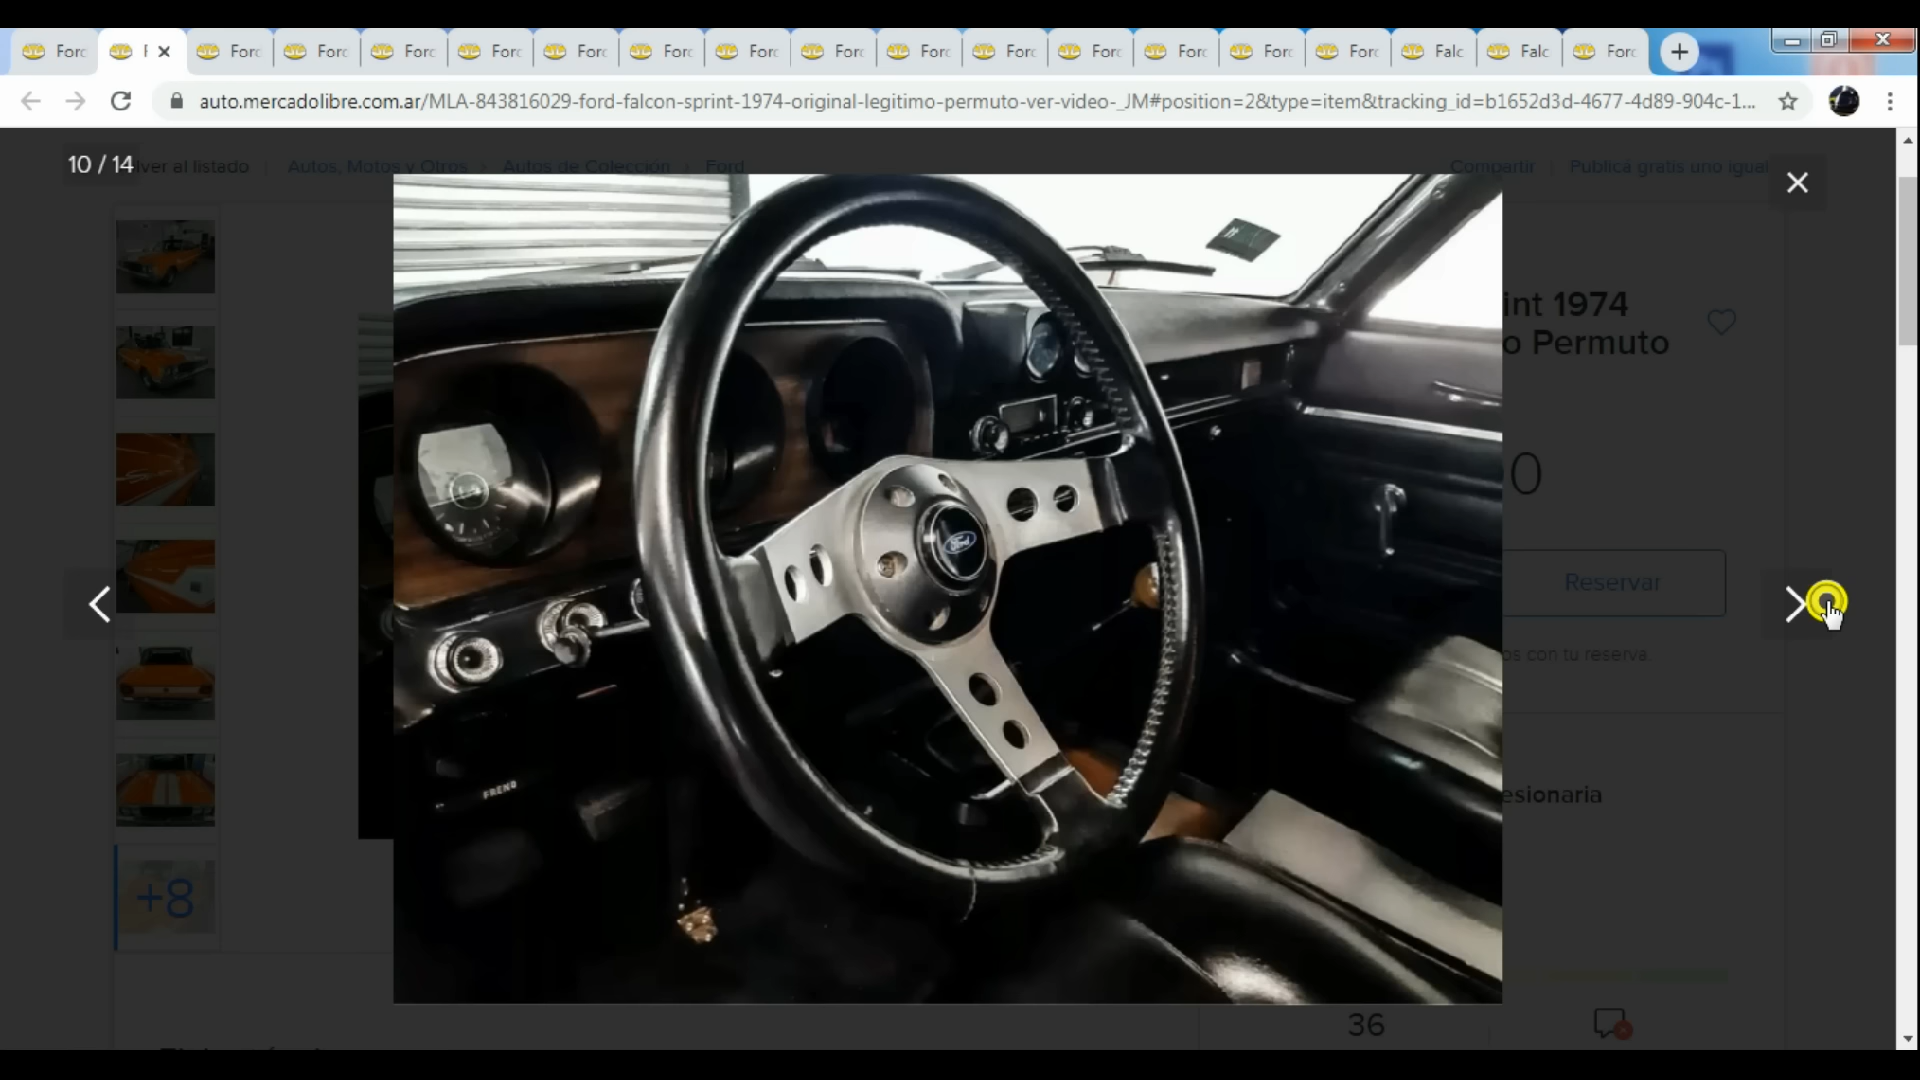 Forc
F
Forc
Forc
Forc
Forc
Forc
Forc
Forc
Forc
Forc
Forc
Forc
Forc
Forc
Forc
Falc
Falc
Forc
auto.mercadolibre.com.ar/MLA-843816029-ford-falcon-sprint-1974-original-legitimo-permuto-ver-video-_JM#position=2&type=item&tracking_id=b1652d3d-4677-4d89-904c-1...
10 / 14
lver al listado
Autos, Motos y Otros
Autos de Colección
Ford
Compartir
Publicá gratis uno igual
int 1974
o Permuto
0
Ford
Reservar
os con tu reserva.
FRENO
esionaria
+8
36